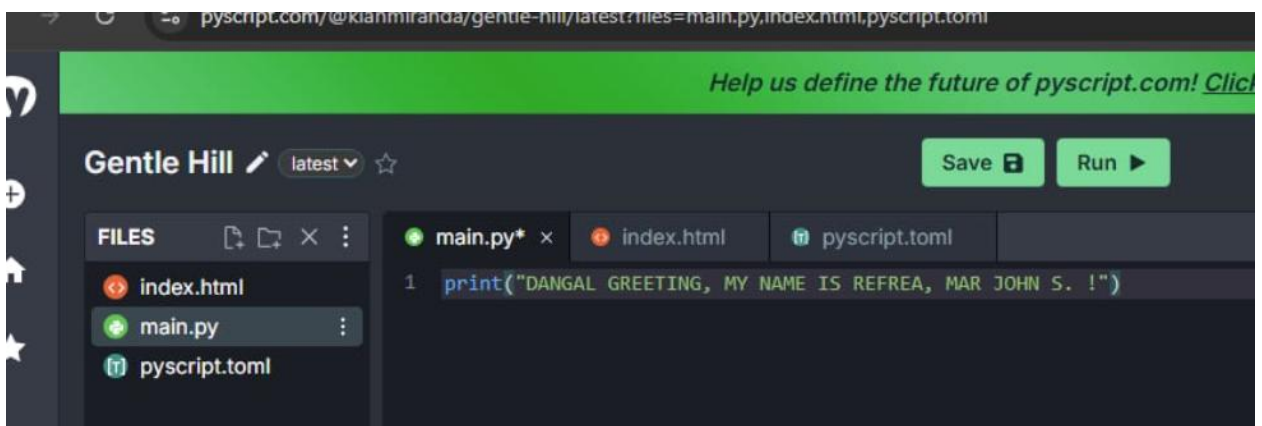 pyscript.com/@kianmiranda/gentle-hill/latest?files=main.py,index.html,pyscript.toml
Help us define the future of pyscript.com! Click
Gentle Hill latest
Save Run
FILES main.py* × index.html pyscript.toml
1 print("DANGAL GREETING, MY NAME IS REFREA, MAR JOHN S. !")
index.html
main.py
pyscript.toml